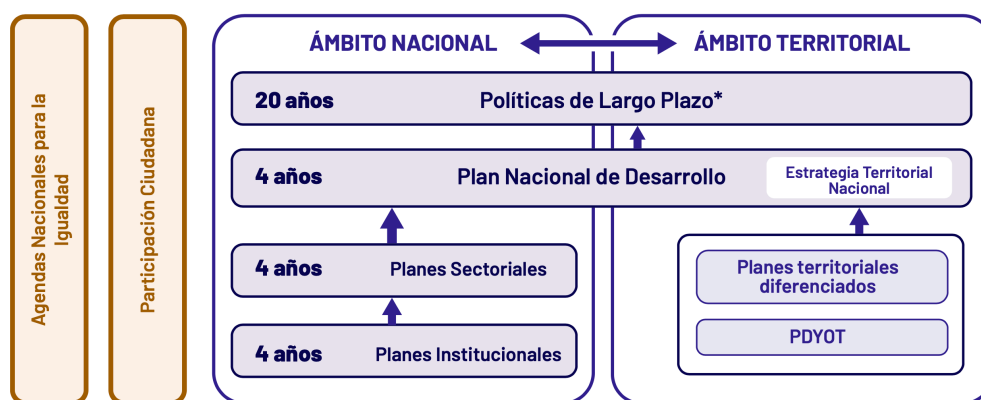 Agendas Nacionales para la
Igualdad
Participación Ciudadana
ÁMBITO NACIONAL
ÁMBITO TERRITORIAL
20 años
Políticas de Largo Plazo*
4 años
Plan Nacional de Desarrollo
Estrategia Territorial
Nacional
4 años
Planes Sectoriales
4 años
Planes Institucionales
Planes territoriales
diferenciados
PDYOT